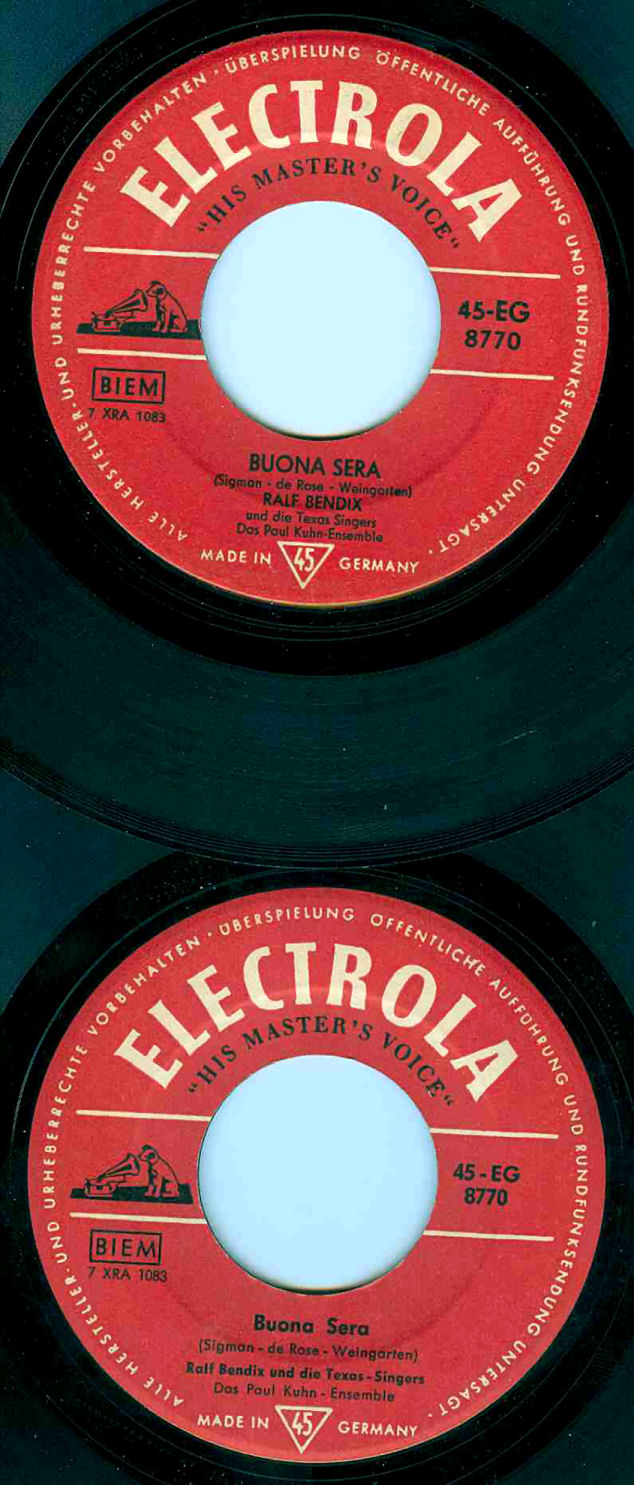 ALLE HERSTELLER- UND URHEBERRECHTE VORBEHALTEN · ÜBERSPIELUNG ÖFFENTLICHE AUFFÜHRUNG UND RUNDFUNKSENDUNG UNTERSAGT ·
ELECTROLA
"HIS MASTER'S VOICE"
45-EG
8770
BIEM
7 XRA 1083
BUONA SERA
(Sigman - de Rose - Weingarten)
RALF BENDIX
und die Texas Singers
Das Paul Kuhn-Ensemble
MADE IN 45 GERMANY
ALLE HERSTELLER- UND URHEBERRECHTE VORBEHALTEN · ÜBERSPIELUNG ÖFFENTLICHE AUFFÜHRUNG UND RUNDFUNKSENDUNG UNTERSAGT ·
ELECTROLA
"HIS MASTER'S VOICE"
45-EG
8770
BIEM
7 XRA 1083
Buona Sera
(Sigman - de Rose - Weingarten)
Ralf Bendix und die Texas-Singers
Das Paul Kuhn-Ensemble
MADE IN 45 GERMANY